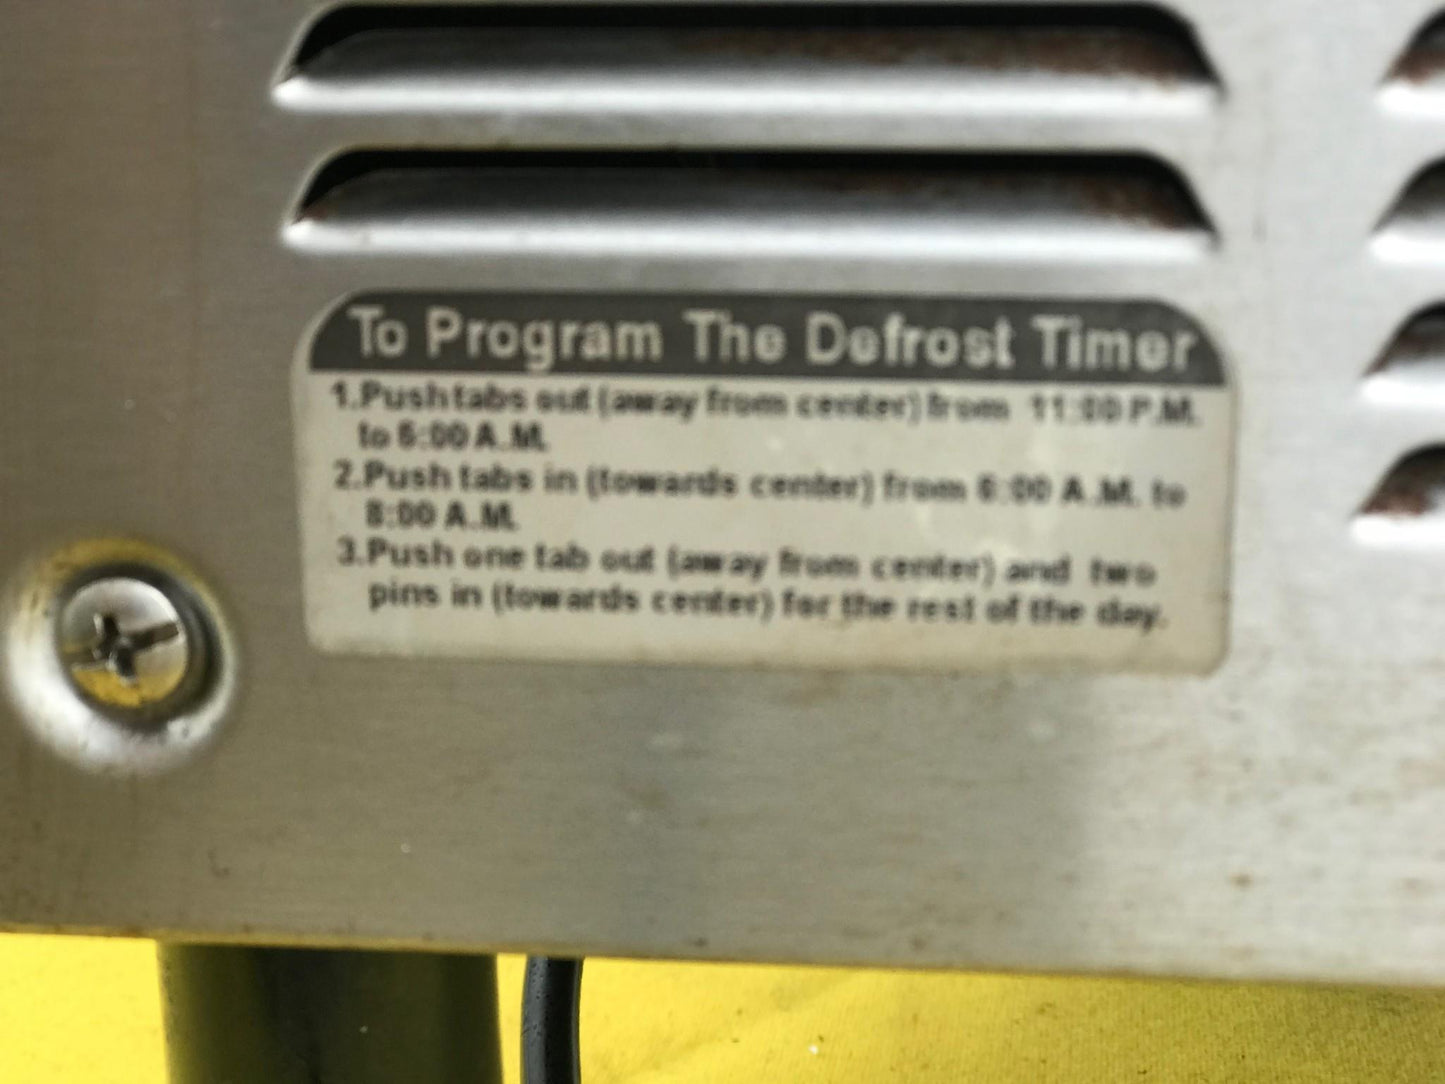 To Program The Defrost Timer
1.Push tabs out (away from center) from 11:00 P.M.
to 6:00 A.M.
2.Push tabs in (towards center) from 6:00 A.M. to
8:00 A.M.
3.Push one tab out (away from center) and two
pins in (towards center) for the rest of the day.